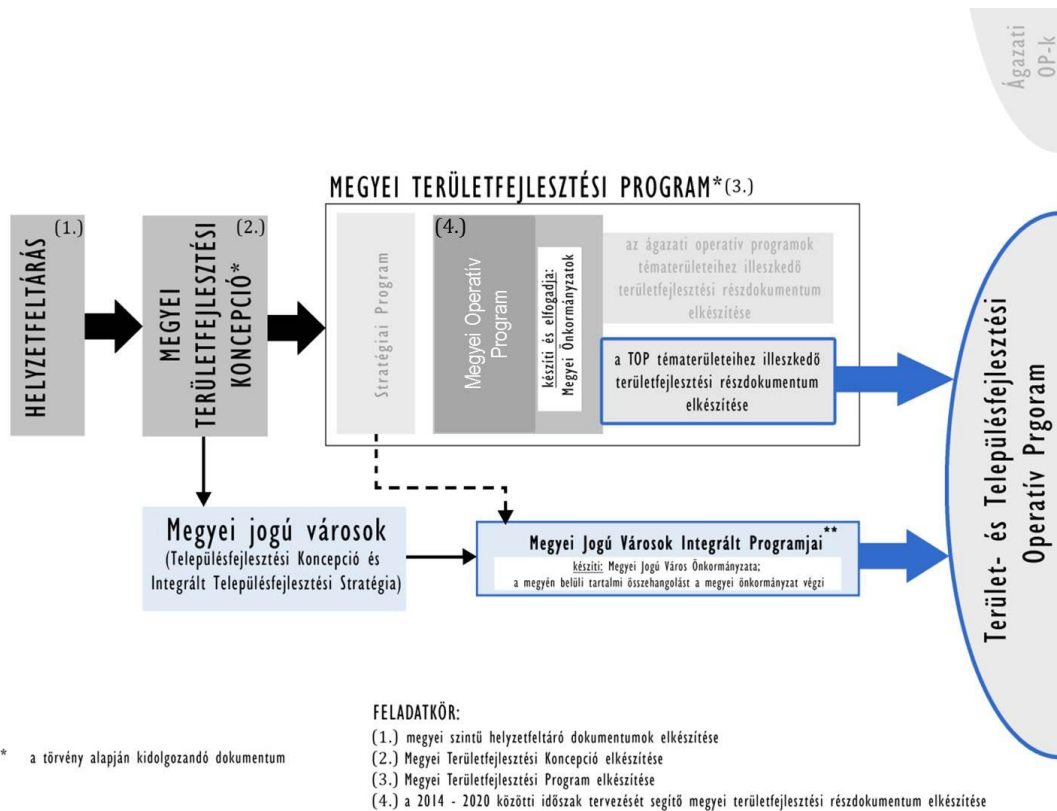 Ágazati
OP-k
MEGYEI TERÜLETFEJLESZTÉSI PROGRAM*(3.)
HELYZETFELTÁRÁS
(1.)
MEGYEI
TERÜLETFEJLESZTÉSI
KONCEPCIÓ*
(2.)
Stratégiai Program
(4.)
Megyei Operatív
Program
készíti és elfogadja:
Megyei Önkormányzatok
az ágazati operatív programok
tématerületeihez illeszkedő
területfejlesztési részdokumentum
elkészítése
a TOP tématerületeihez illeszkedő
területfejlesztési részdokumentum
elkészítése
Terület- és Településfejlesztési
Operatív Prgoram
Megyei jogú városok
(Településfejlesztési Koncepció és
Integrált Településfejlesztési Stratégia)
Megyei Jogú Városok Integrált Programjai**
készíti: Megyei Jogú Város Önkormányzata;
a megyén belüli tartalmi összehangolást a megyei önkormányzat végzi
* a törvény alapján kidolgozandó dokumentum
FELADATKÖR:
(1.) megyei szintű helyzetfeltáró dokumentumok elkészítése
(2.) Megyei Területfejlesztési Koncepció elkészítése
(3.) Megyei Területfejlesztési Program elkészítése
(4.) a 2014 - 2020 közötti időszak tervezését segítő megyei területfejlesztési részdokumentum elkészítése